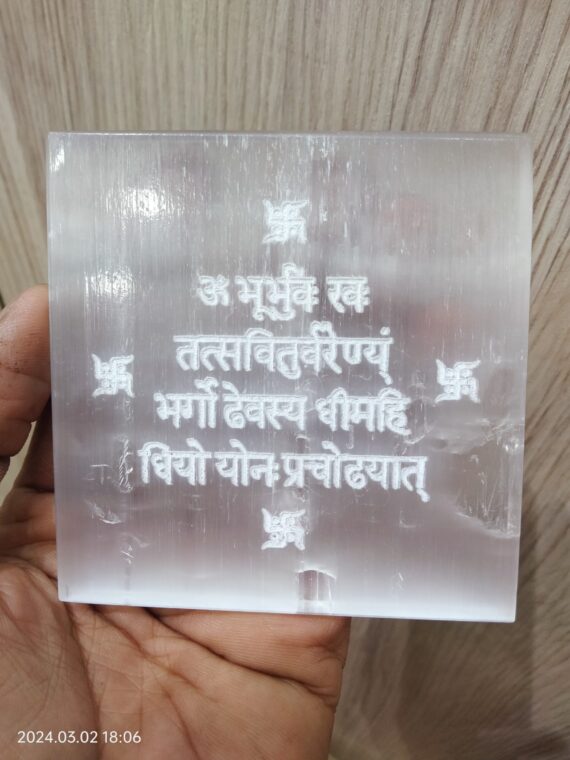 ॐ भूर्भुवः स्वः
तत्सवितुर्वरेण्यं
भर्गो देवस्य धीमहि
धियो योनः प्रचोदयात्
2024.03.02 18:06